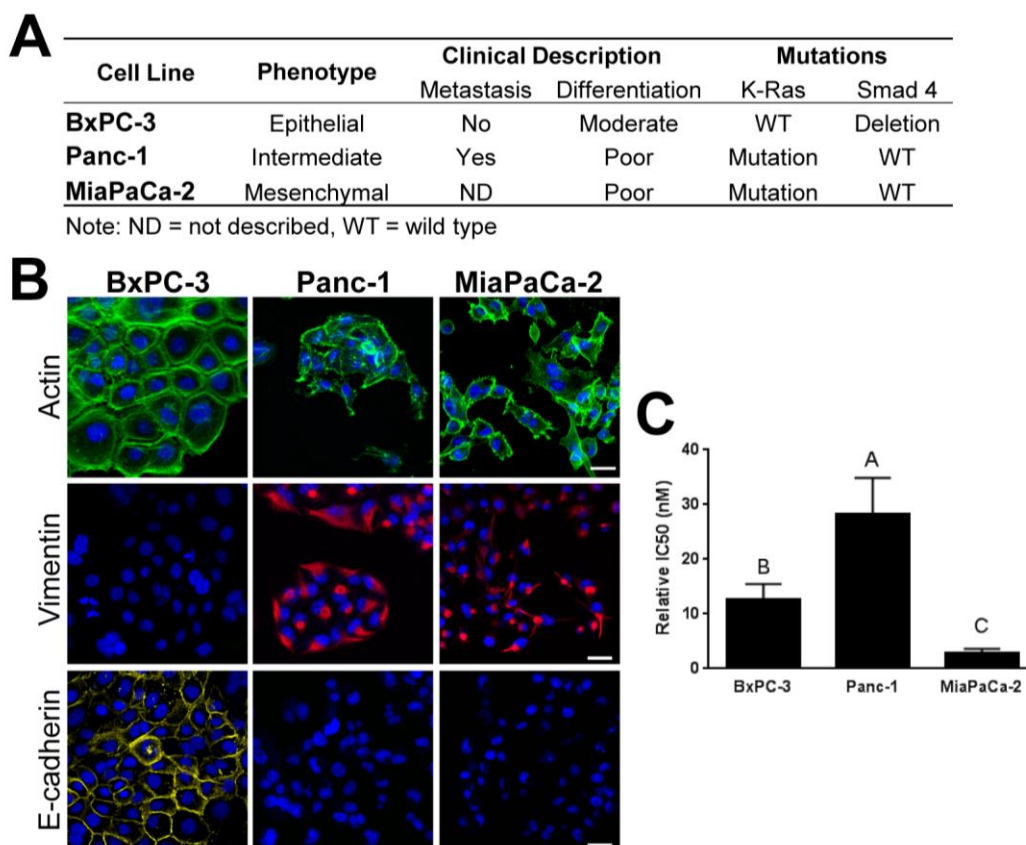 A
Cell Line Phenotype Clinical Description Mutations
Metastasis Differentiation K-Ras Smad 4
BxPC-3 Epithelial No Moderate WT Deletion
Panc-1 Intermediate Yes Poor Mutation WT
MiaPaCa-2 Mesenchymal ND Poor Mutation WT
Note: ND = not described, WT = wild type
B
BxPC-3 Panc-1 MiaPaCa-2
Actin
Vimentin
E-cadherin
C
Relative IC50 (nM)
40
30
20
10
0
B
A
C
BxPC-3 Panc-1 MiaPaCa-2